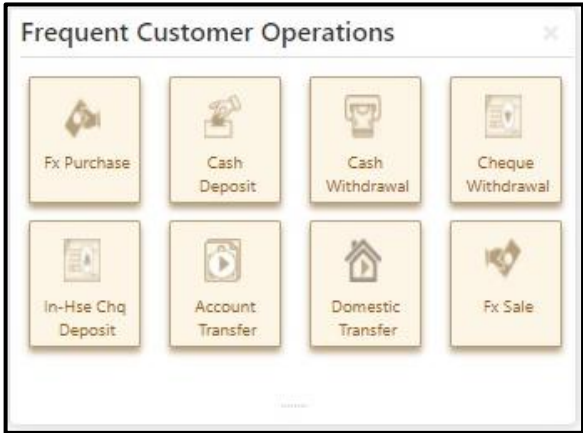 Frequent Customer Operations
Fx Purchase
Cash
Deposit
Cash
Withdrawal
Cheque
Withdrawal
In-Hse Chq
Deposit
Account
Transfer
Domestic
Transfer
Fx Sale